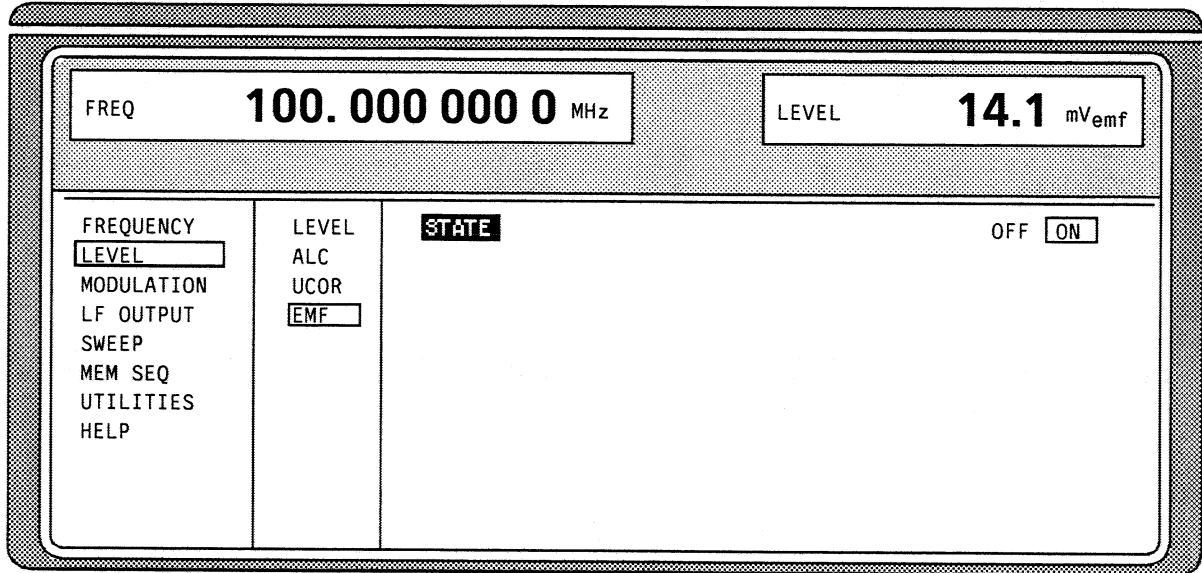 FREQ 100. 000 000 0 MHz
LEVEL 14.1 mVemf
FREQUENCY
LEVEL
MODULATION
LF OUTPUT
SWEEP
MEM SEQ
UTILITIES
HELP
LEVEL
ALC
UCOR
EMF
STATE OFF ON